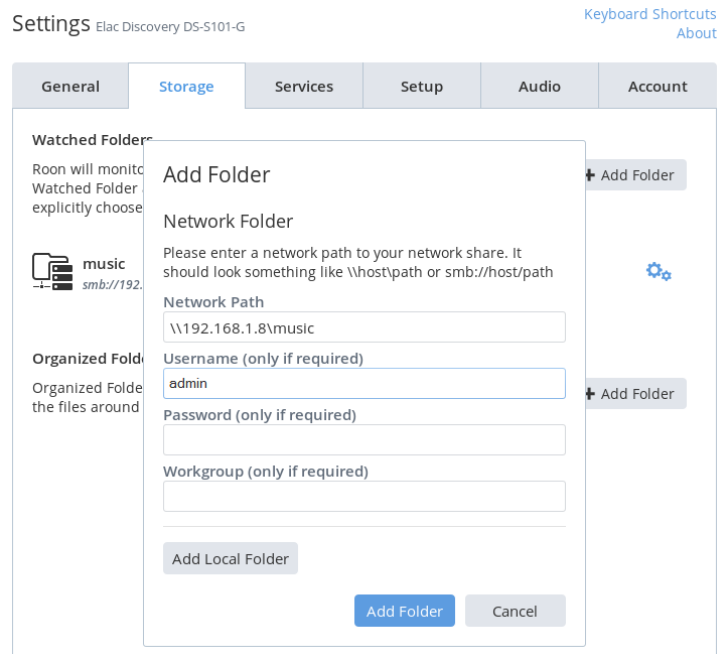 Settings Elac Discovery DS-S101-G
Keyboard Shortcuts
About
General
Storage
Services
Setup
Audio
Account
Watched Folders
Roon will monito
Watched Folder
explicitly choose
+ Add Folder
music
smb://192.
Organized Folde
Organized Folde
the files around
+ Add Folder
Add Folder
Network Folder
Please enter a network path to your network share. It
should look something like \\host\path or smb://host/path
Network Path
\\192.168.1.8\music
Username (only if required)
admin
Password (only if required)
Workgroup (only if required)
Add Local Folder
Add Folder
Cancel